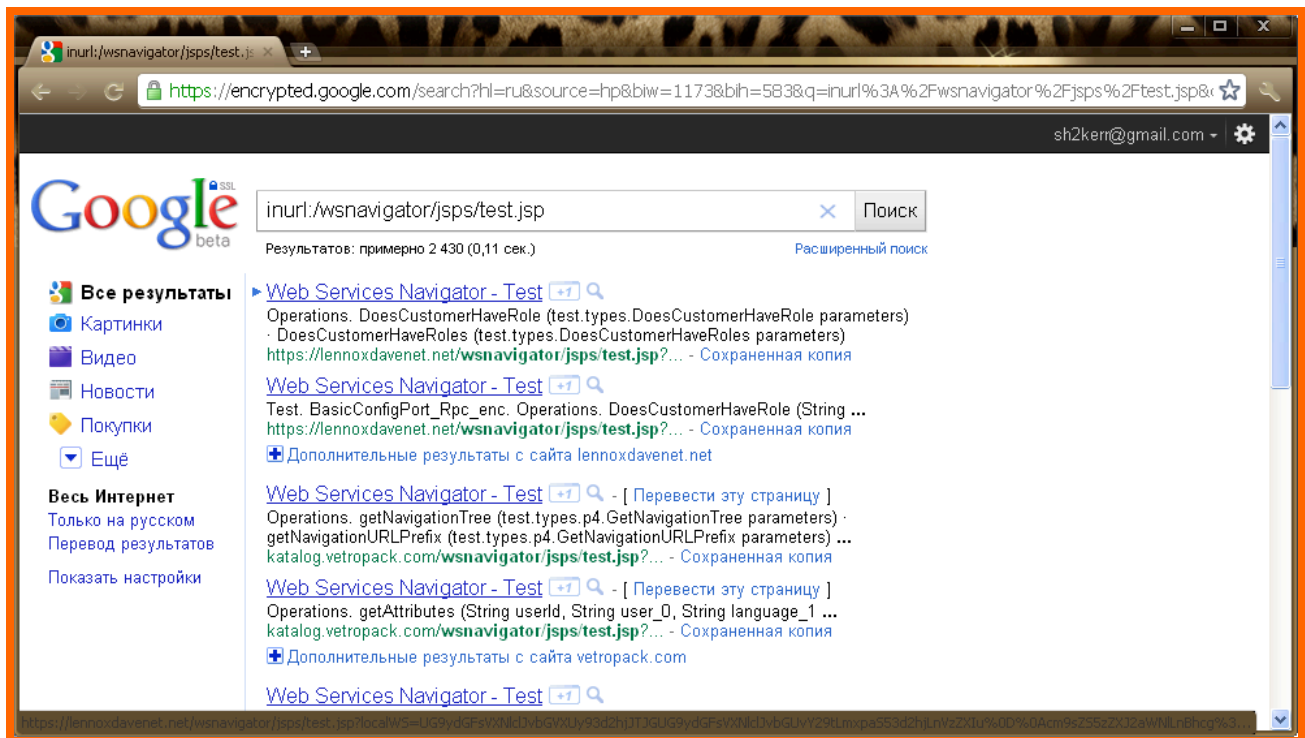 inurl:/wsnavigator/jsps/test.js
https://encrypted.google.com/search?hl=ru&source=hp&biw=1173&bih=583&q=inurl%3A%2Fwsnavigator%2Fjsps%2Ftest.jsp&
sh2kerr@gmail.com
Google SSL beta
inurl:/wsnavigator/jsps/test.jsp
Поиск
Результатов: примерно 2 430 (0,11 сек.)
Расширенный поиск
Все результаты
Картинки
Видео
Новости
Покупки
Ещё
Весь Интернет
Только на русском
Перевод результатов
Показать настройки
Web Services Navigator - Test +1
Operations. DoesCustomerHaveRole (test.types.DoesCustomerHaveRole parameters)
· DoesCustomerHaveRoles (test.types.DoesCustomerHaveRoles parameters)
https://lennoxdavenet.net/wsnavigator/jsps/test.jsp?... - Сохраненная копия
Web Services Navigator - Test +1
Test. BasicConfigPort_Rpc_enc. Operations. DoesCustomerHaveRole (String ...
https://lennoxdavenet.net/wsnavigator/jsps/test.jsp?... - Сохраненная копия
Дополнительные результаты с сайта lennoxdavenet.net
Web Services Navigator - Test +1 - [ Перевести эту страницу ]
Operations. getNavigationTree (test.types.p4.GetNavigationTree parameters) ·
getNavigationURLPrefix (test.types.p4.GetNavigationURLPrefix parameters) ...
katalog.vetropack.com/wsnavigator/jsps/test.jsp?... - Сохраненная копия
Web Services Navigator - Test +1 - [ Перевести эту страницу ]
Operations. getAttributes (String userId, String user_0, String language_1 ...
katalog.vetropack.com/wsnavigator/jsps/test.jsp?... - Сохраненная копия
Дополнительные результаты с сайта vetropack.com
Web Services Navigator - Test +1